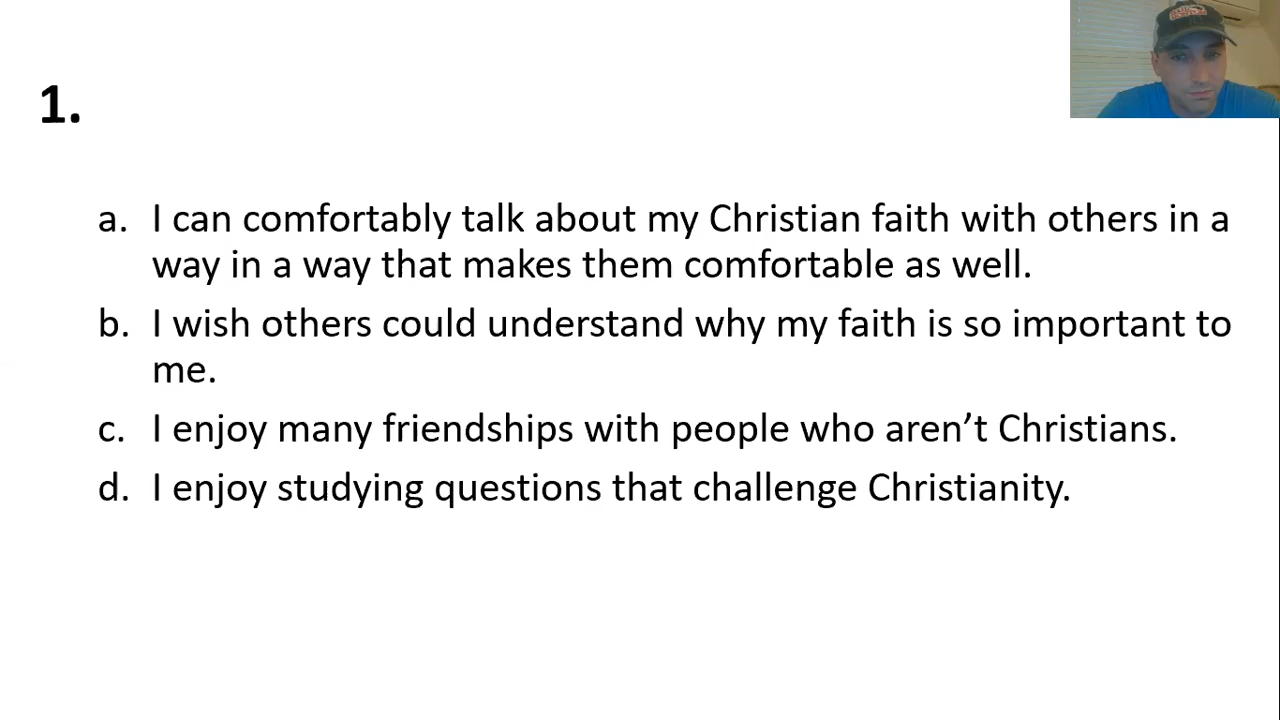 1.
a. I can comfortably talk about my Christian faith with others in a
way in a way that makes them comfortable as well.
b. I wish others could understand why my faith is so important to
me.
c. I enjoy many friendships with people who aren’t Christians.
d. I enjoy studying questions that challenge Christianity.